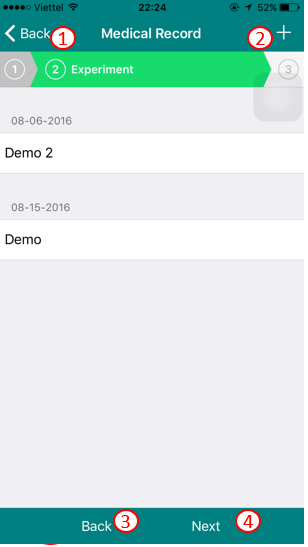 Viettel 22:24 52%
Back 1 Medical Record 2 +
1 2 Experiment 3
08-06-2016
Demo 2
08-15-2016
Demo
Back 3 Next 4